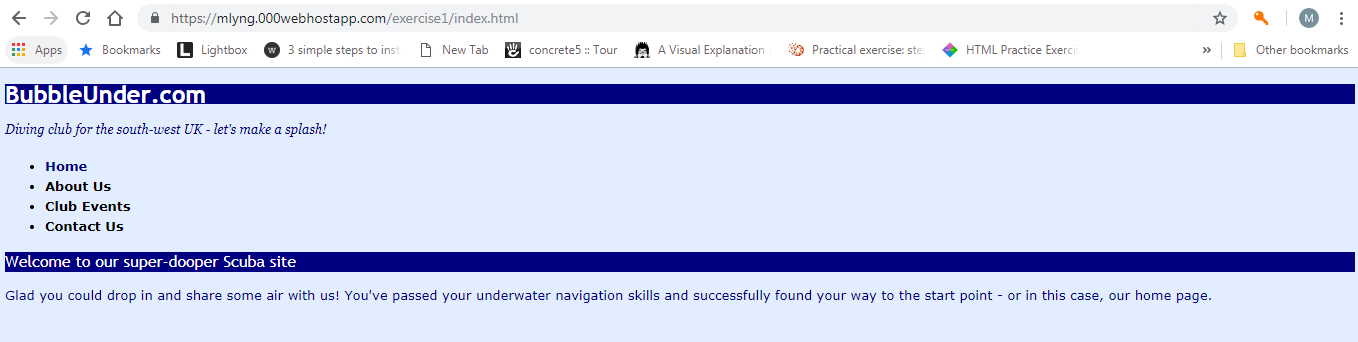 https://mlyng.000webhostapp.com/exercise1/index.html
M
Apps Bookmarks Lightbox 3 simple steps to inst New Tab concrete5 :: Tour A Visual Explanation Practical exercise: ste HTML Practice Exercis » Other bookmarks
BubbleUnder.com
Diving club for the south-west UK - let's make a splash!
• Home
• About Us
• Club Events
• Contact Us
Welcome to our super-dooper Scuba site
Glad you could drop in and share some air with us! You've passed your underwater navigation skills and successfully found your way to the start point - or in this case, our home page.